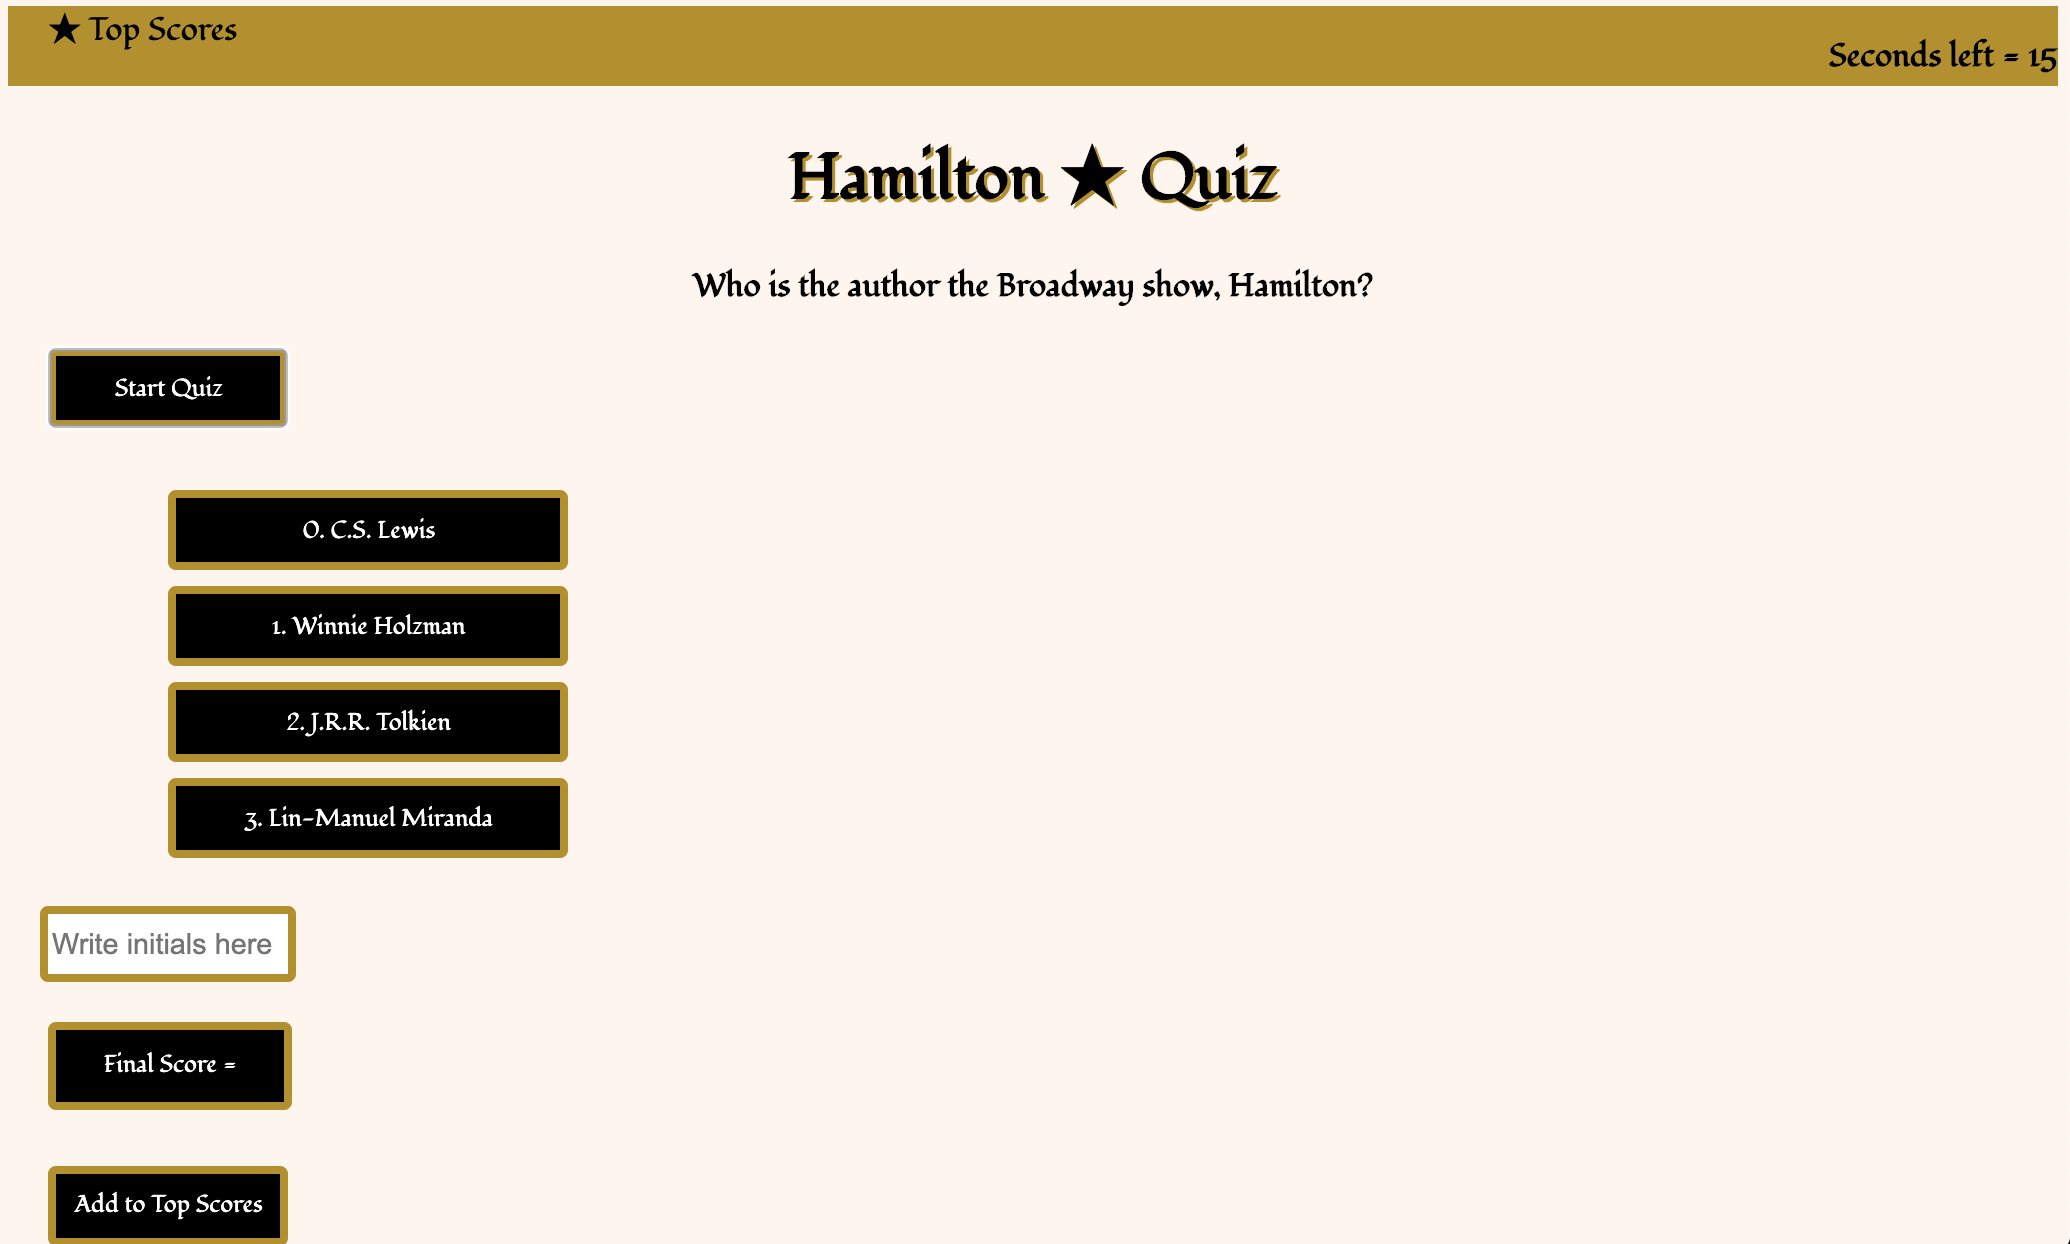 ★ Top Scores
Seconds left = 15
Hamilton ★ Quiz
Who is the author the Broadway show, Hamilton?
Start Quiz
0. C.S. Lewis
1. Winnie Holzman
2. J.R.R. Tolkien
3. Lin-Manuel Miranda
Write initials here
Final Score =
Add to Top Scores